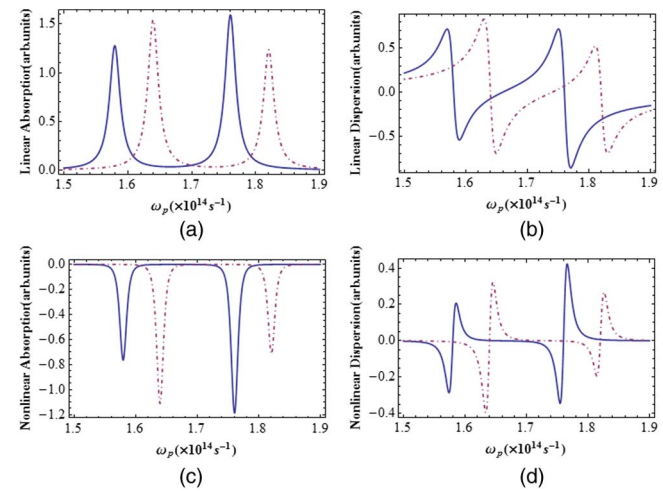 Linear Absorption(arb.units)
1.5
1.0
0.5
0.0
1.5 1.6 1.7 1.8 1.9
ωp(×10¹⁴s⁻¹)
(a)
Linear Dispersion(arb.units)
0.5
0.0
−0.5
1.5 1.6 1.7 1.8 1.9
ωp(×10¹⁴s⁻¹)
(b)
Nonlinear Absorption(arb.units)
0.0
−0.2
−0.4
−0.6
−0.8
−1.0
−1.2
1.5 1.6 1.7 1.8 1.9
ωp(×10¹⁴s⁻¹)
(c)
Nonlinear Dispersion(arb.units)
0.4
0.2
0.0
−0.2
−0.4
1.5 1.6 1.7 1.8 1.9
ωp(×10¹⁴s⁻¹)
(d)